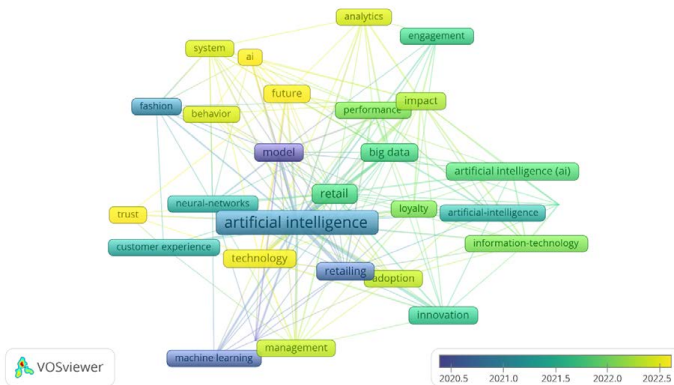 analytics
engagement
system
ai
future
impact
fashion
behavior
performance
model
big data
artificial intelligence (ai)
retail
neural-networks
loyalty
trust
artificial intelligence
artificial-intelligence
customer experience
information-technology
technology
retailing
adoption
innovation
management
machine learning
VOSviewer
2020.5 2021.0 2021.5 2022.0 2022.5